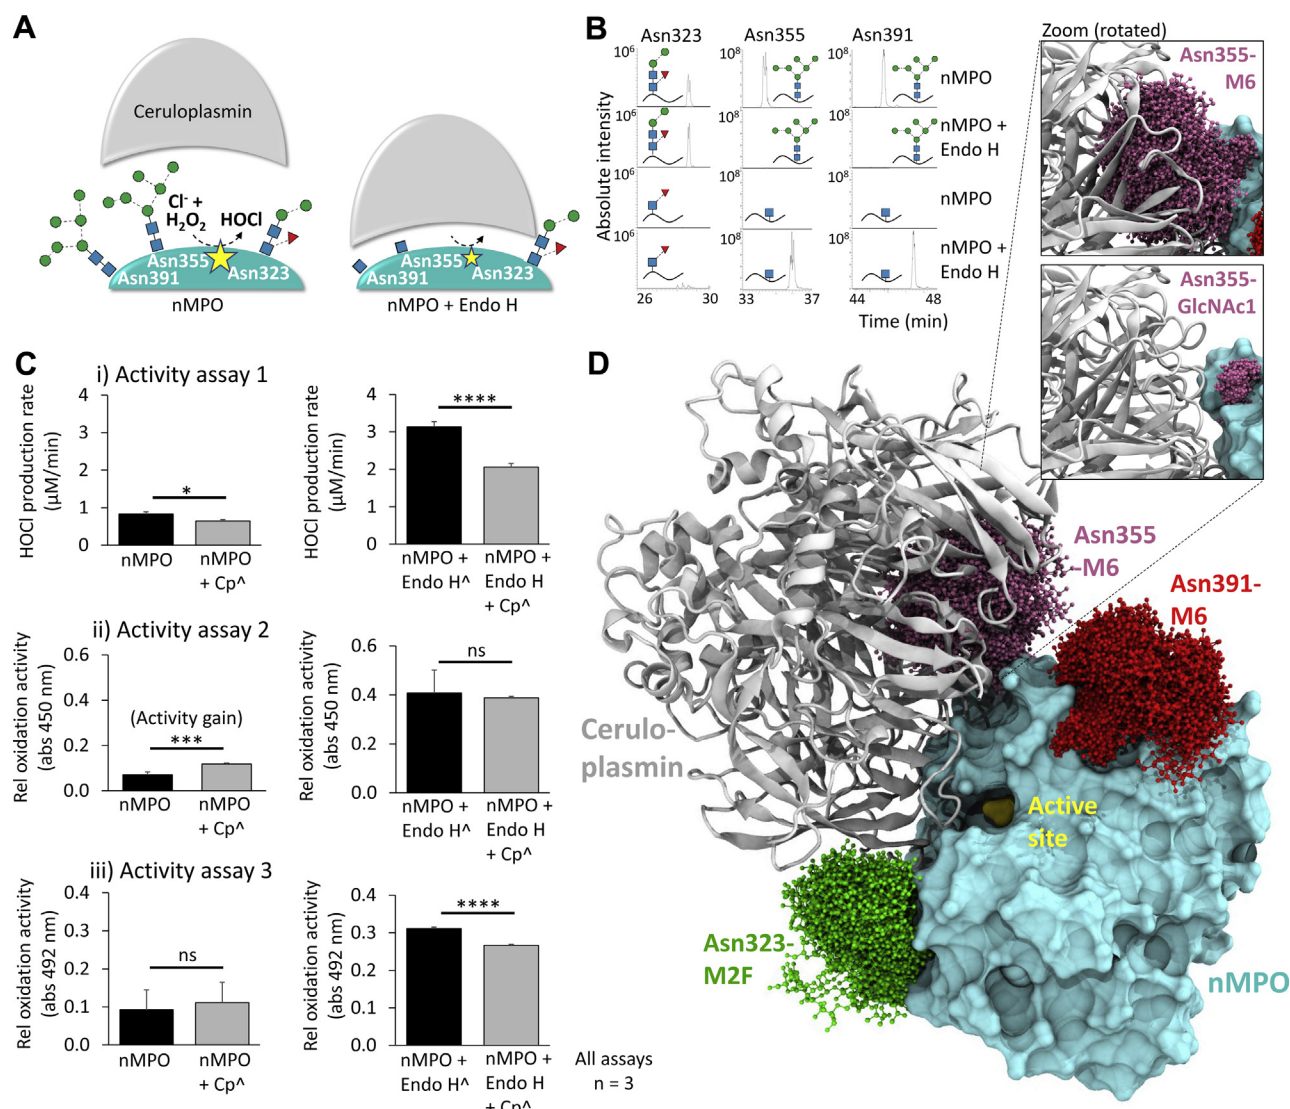 A
Ceruloplasmin
Cl⁻ +
H₂O₂
HOCl
Asn355
Asn391
Asn323
nMPO
Asn355
Asn391
Asn323
nMPO + Endo H
B
Asn323
Asn355
Asn391
Absolute intensity
10⁶
10⁸
10⁸
nMPO
10⁶
10⁸
10⁸
nMPO +
Endo H
10⁶
10⁸
10⁸
nMPO
10⁶
10⁸
10⁸
nMPO +
Endo H
26
30
33
37
44
48
Time (min)
Zoom (rotated)
Asn355-
M6
Asn355-
GlcNAc1
C
i) Activity assay 1
HOCl production rate
(µM/min)
4
3
2
1
0
*
nMPO
nMPO
+ Cp^
HOCl production rate
(µM/min)
4
3
2
1
0
****
nMPO +
Endo H^
nMPO +
Endo H
+ Cp^
ii) Activity assay 2
Rel oxidation activity
(abs 450 nm)
0.6
0.4
0.2
0.0
(Activity gain)
***
nMPO
nMPO
+ Cp^
Rel oxidation activity
(abs 450 nm)
0.6
0.4
0.2
0.0
ns
nMPO +
Endo H^
nMPO +
Endo H
+ Cp^
iii) Activity assay 3
Rel oxidation activity
(abs 492 nm)
0.4
0.3
0.2
0.1
0.0
ns
nMPO
nMPO
+ Cp^
Rel oxidation activity
(abs 492 nm)
0.4
0.3
0.2
0.1
0.0
****
nMPO +
Endo H^
nMPO +
Endo H
+ Cp^
All assays
n = 3
D
Asn355
-M6
Asn391-
M6
Cerulo-
plasmin
Active
site
Asn323-
M2F
nMPO